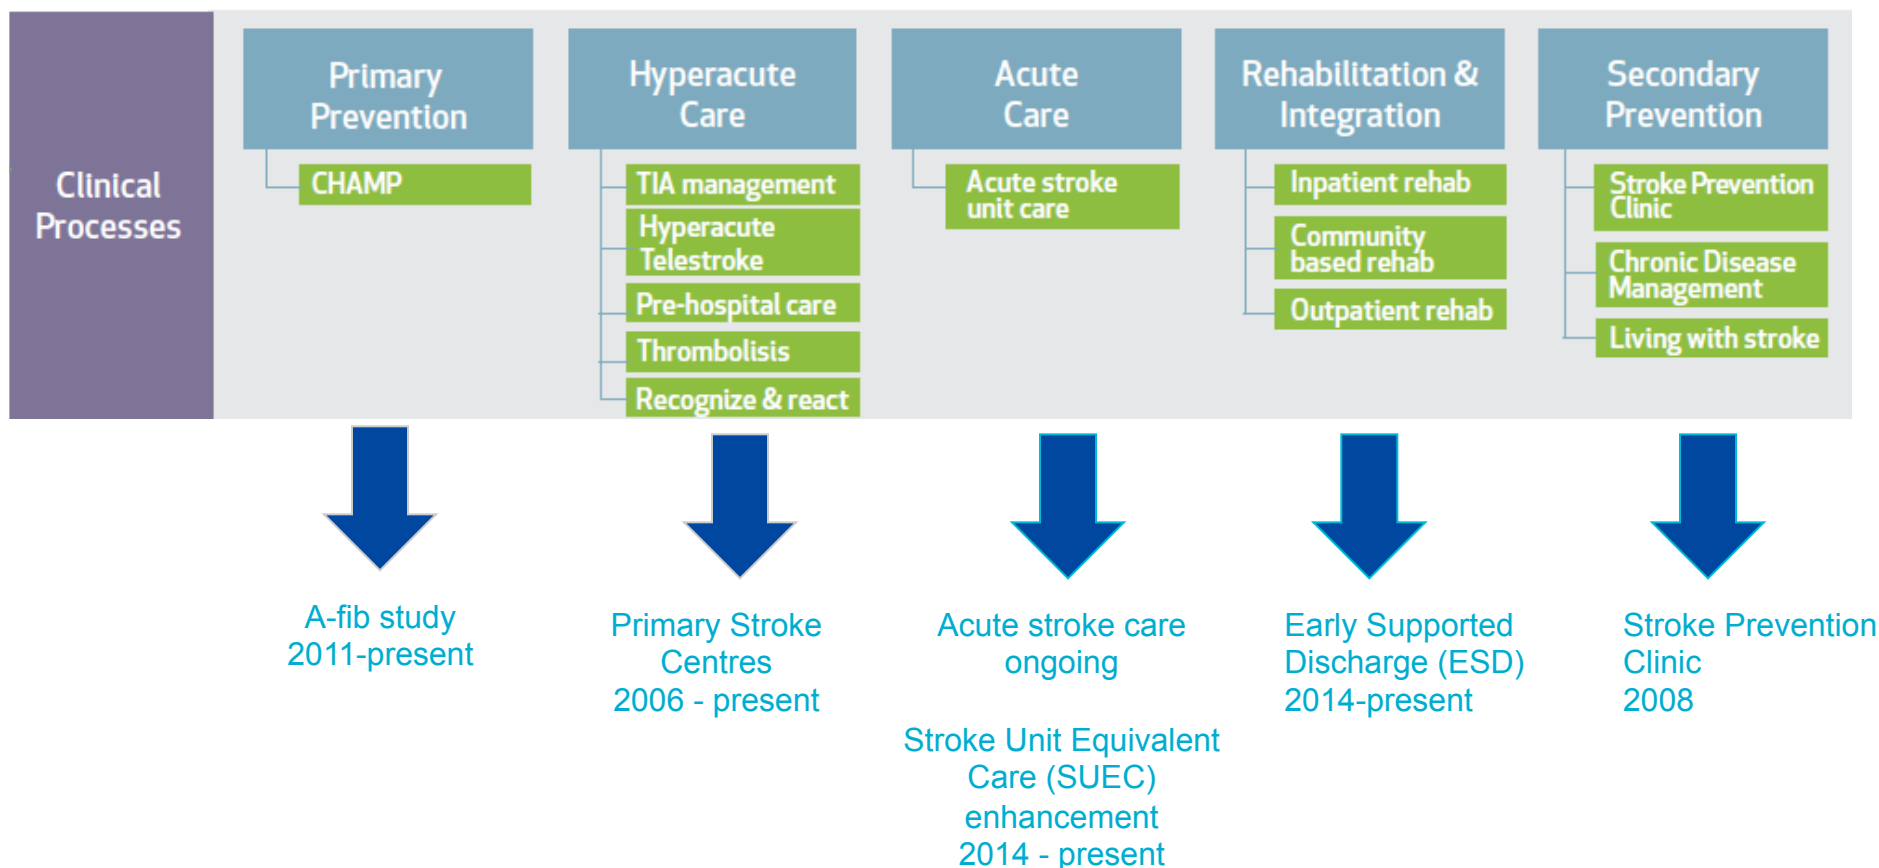 Clinical
Processes
Primary
Prevention
CHAMP
Hyperacute
Care
TIA management
Hyperacute
Telestroke
Pre-hospital care
Thrombolisis
Recognize & react
Acute
Care
Acute stroke
unit care
Rehabilitation &
Integration
Inpatient rehab
Community
based rehab
Outpatient rehab
Secondary
Prevention
Stroke Prevention
Clinic
Chronic Disease
Management
Living with stroke
A-fib study
2011-present
Primary Stroke
Centres
2006 - present
Acute stroke care
ongoing
Stroke Unit Equivalent
Care (SUEC)
enhancement
2014 - present
Early Supported
Discharge (ESD)
2014-present
Stroke Prevention
Clinic
2008